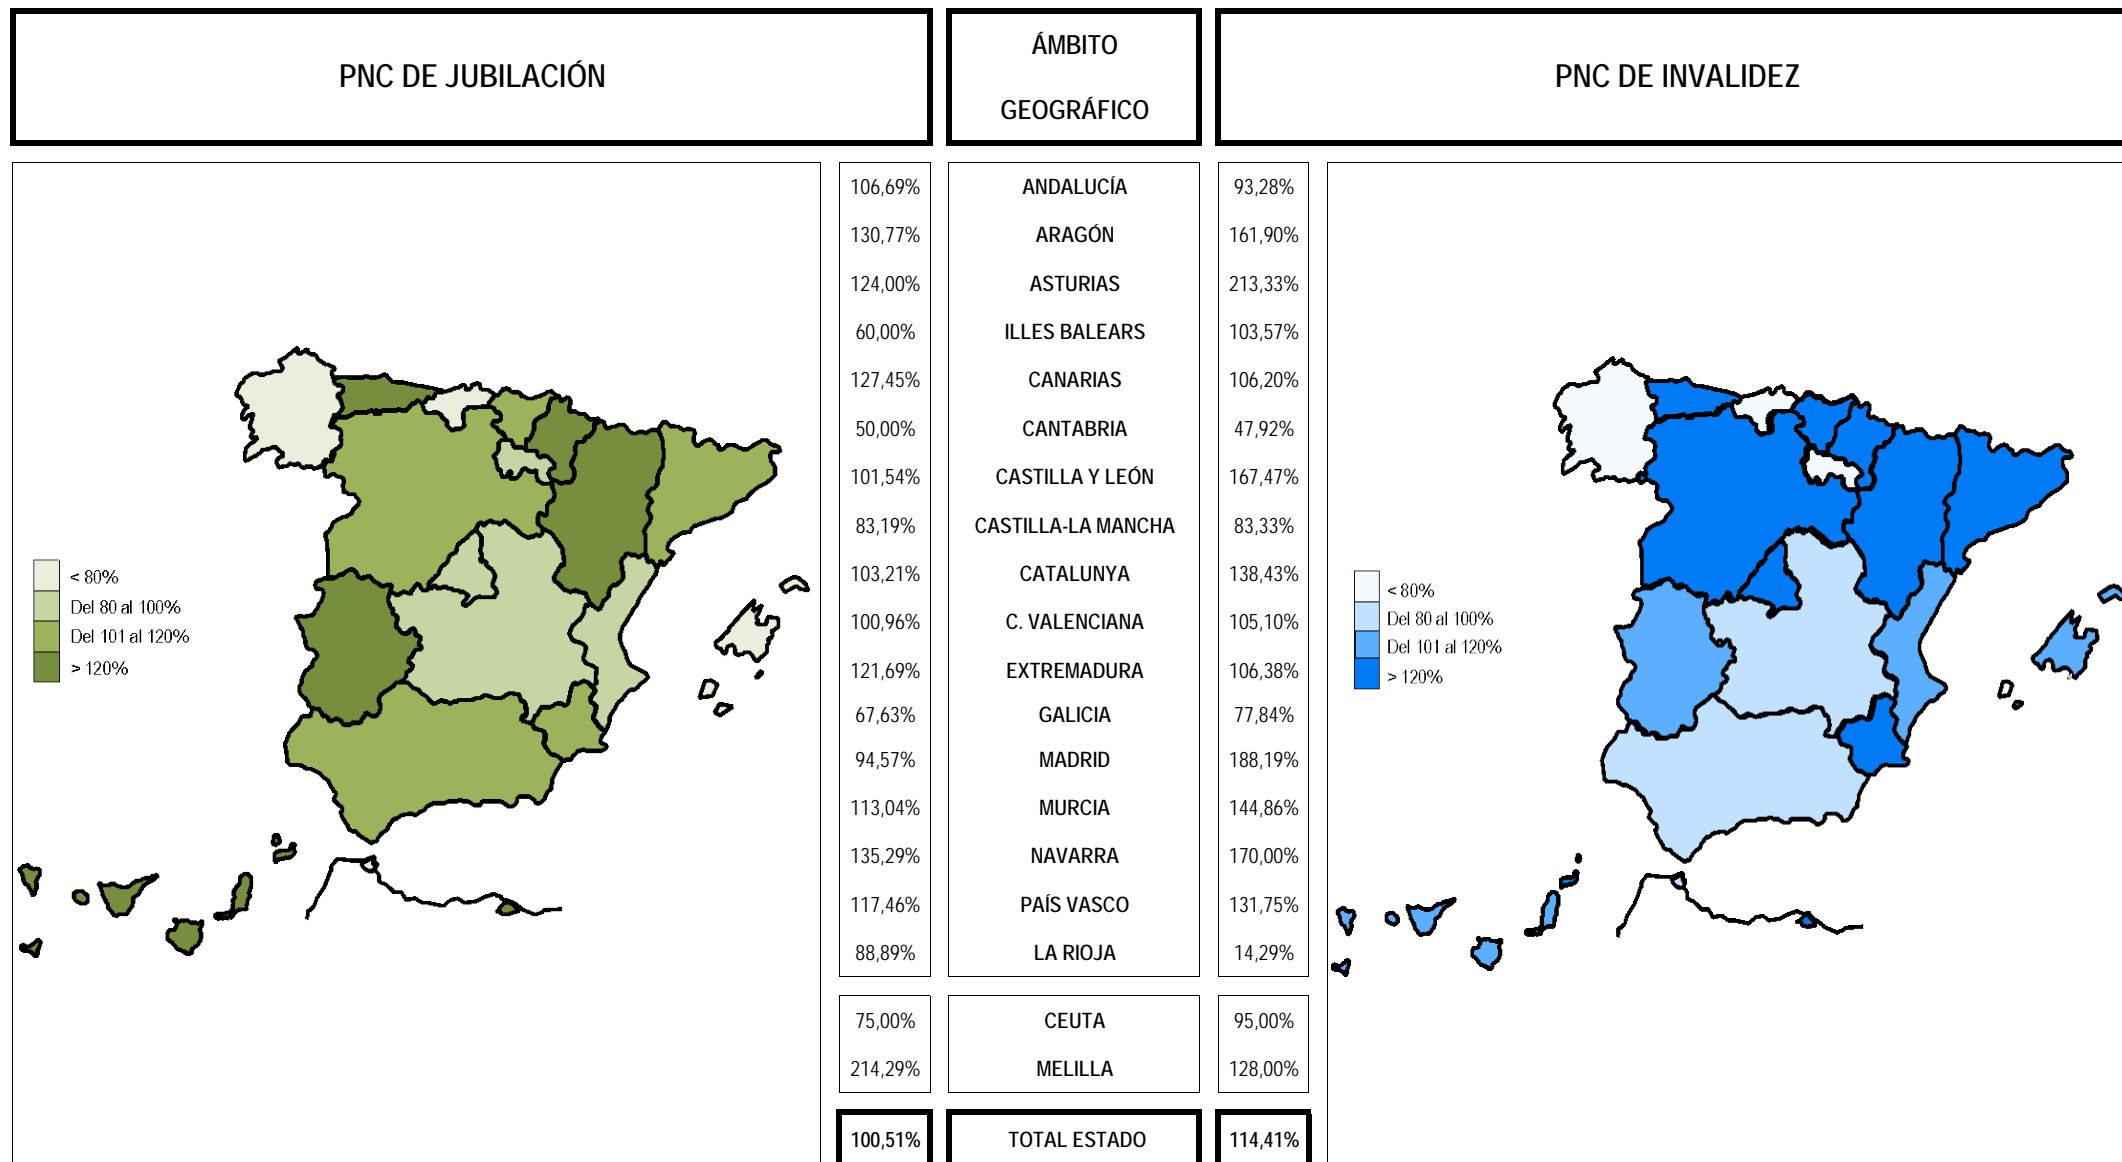 PNC DE JUBILACIÓN
ÁMBITO
GEOGRÁFICO
PNC DE INVALIDEZ
106,69% ANDALUCÍA 93,28%
130,77% ARAGÓN 161,90%
124,00% ASTURIAS 213,33%
60,00% ILLES BALEARS 103,57%
127,45% CANARIAS 106,20%
50,00% CANTABRIA 47,92%
101,54% CASTILLA Y LEÓN 167,47%
83,19% CASTILLA-LA MANCHA 83,33%
103,21% CATALUNYA 138,43%
100,96% C. VALENCIANA 105,10%
121,69% EXTREMADURA 106,38%
67,63% GALICIA 77,84%
94,57% MADRID 188,19%
113,04% MURCIA 144,86%
135,29% NAVARRA 170,00%
117,46% PAÍS VASCO 131,75%
88,89% LA RIOJA 14,29%
75,00% CEUTA 95,00%
214,29% MELILLA 128,00%
100,51% TOTAL ESTADO 114,41%
< 80%
Del 80 al 100%
Del 101 al 120%
> 120%
< 80%
Del 80 al 100%
Del 101 al 120%
> 120%